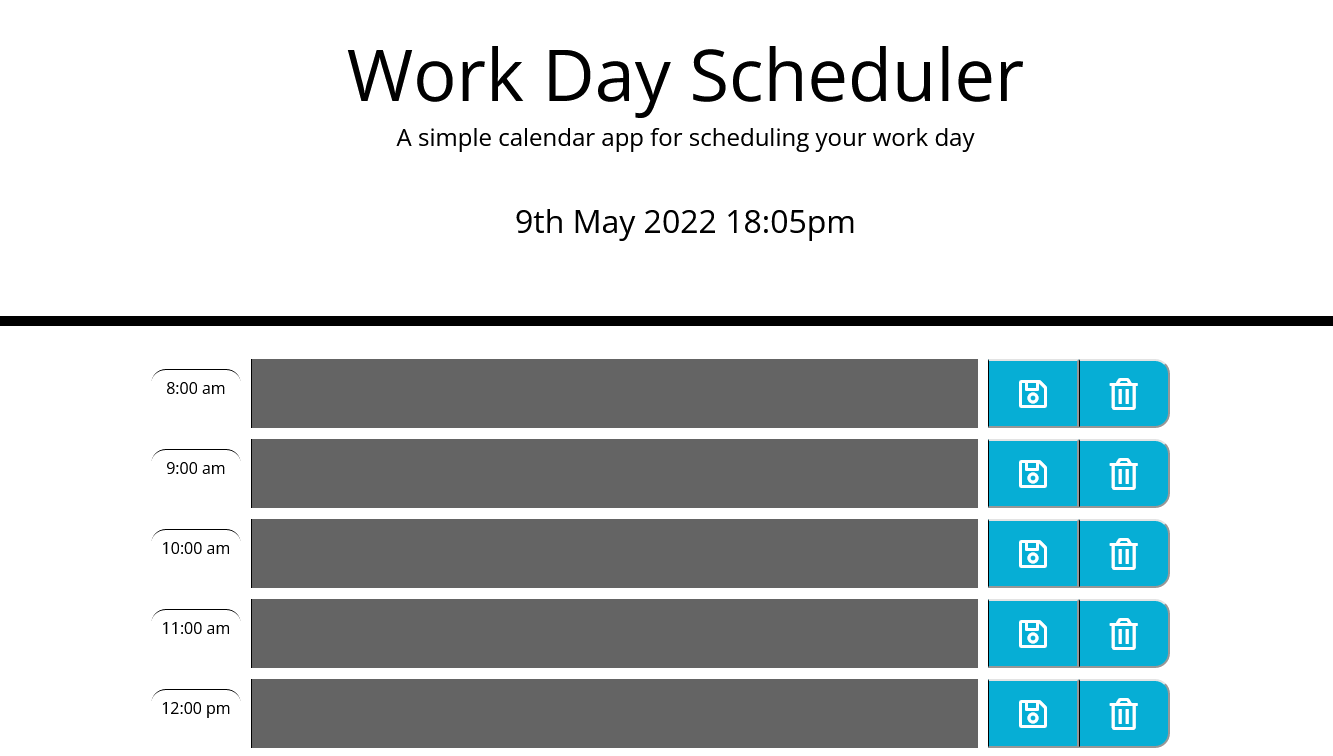 Work Day Scheduler
A simple calendar app for scheduling your work day
9th May 2022 18:05pm
8:00 am
9:00 am
10:00 am
11:00 am
12:00 pm